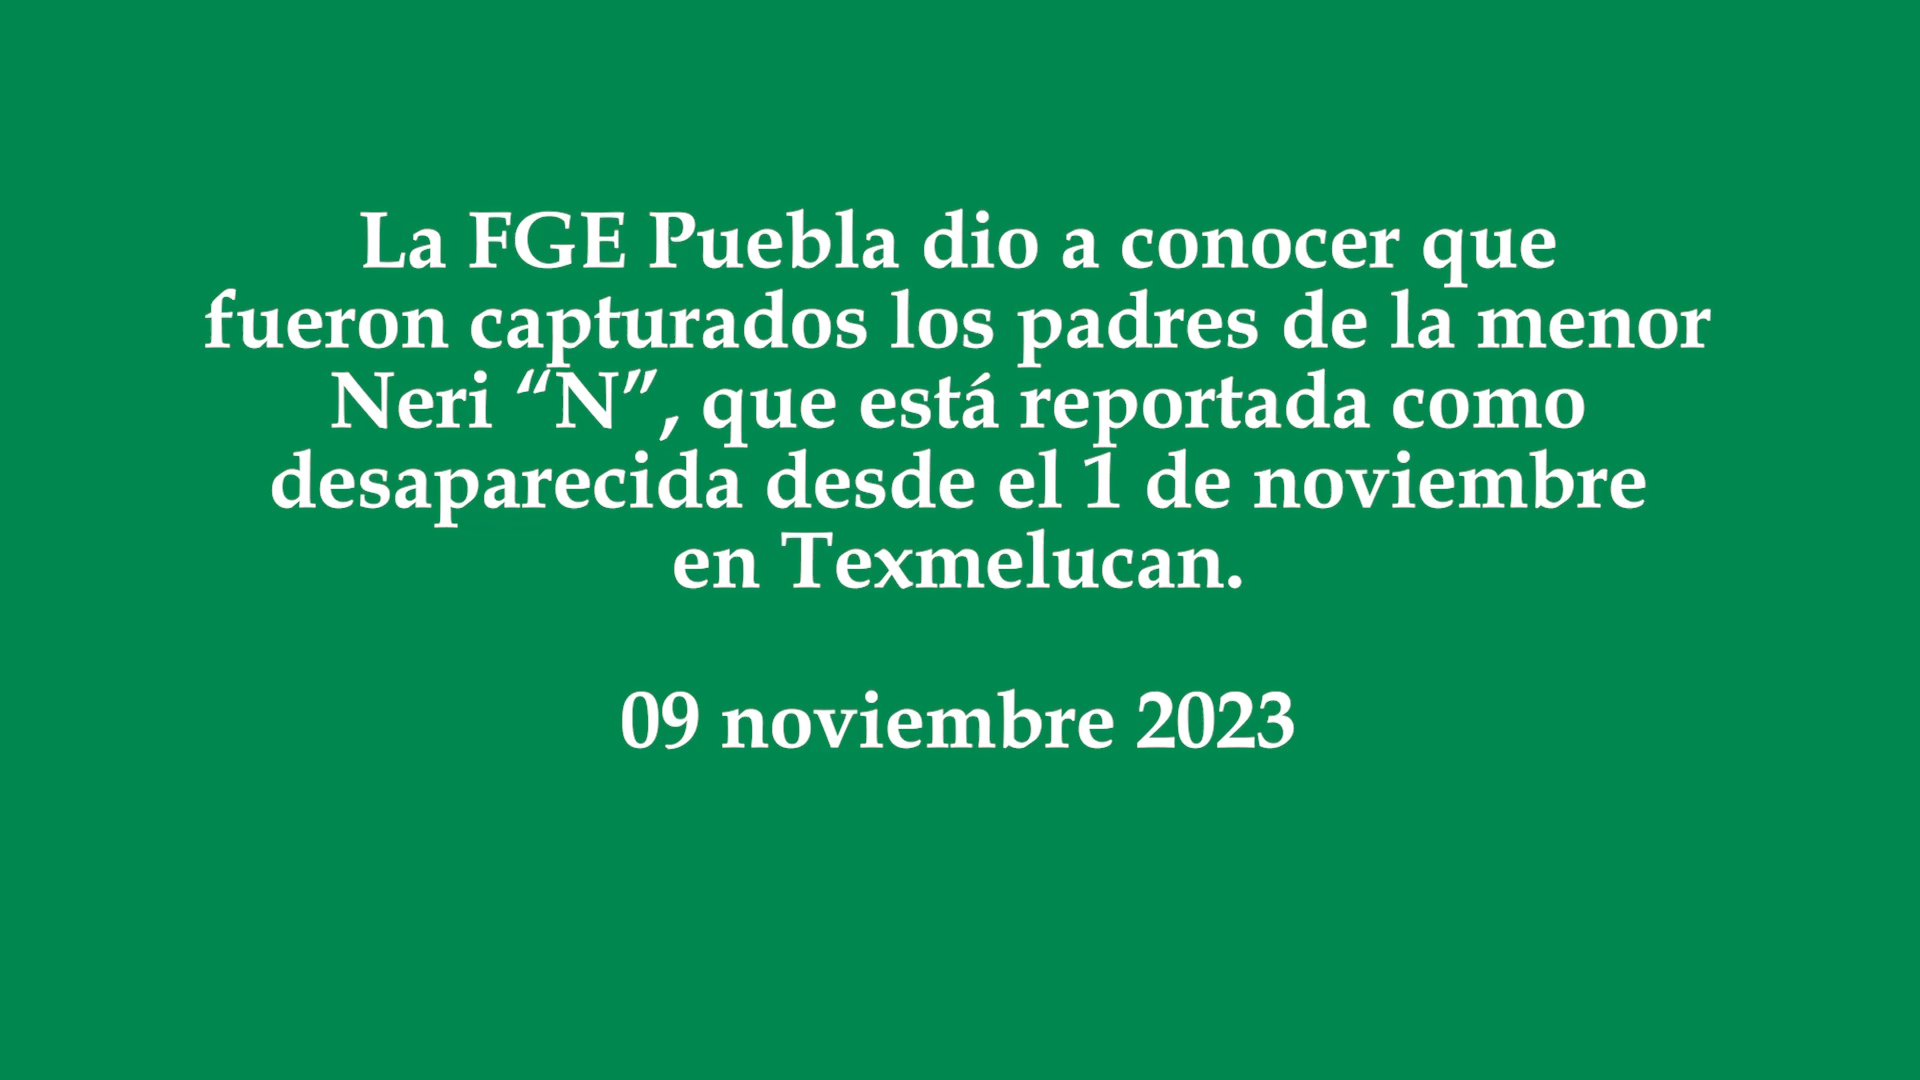 La FGE Puebla dio a conocer que
fueron capturados los padres de la menor
Neri “N”, que está reportada como
desaparecida desde el 1 de noviembre
en Texmelucan.
09 noviembre 2023